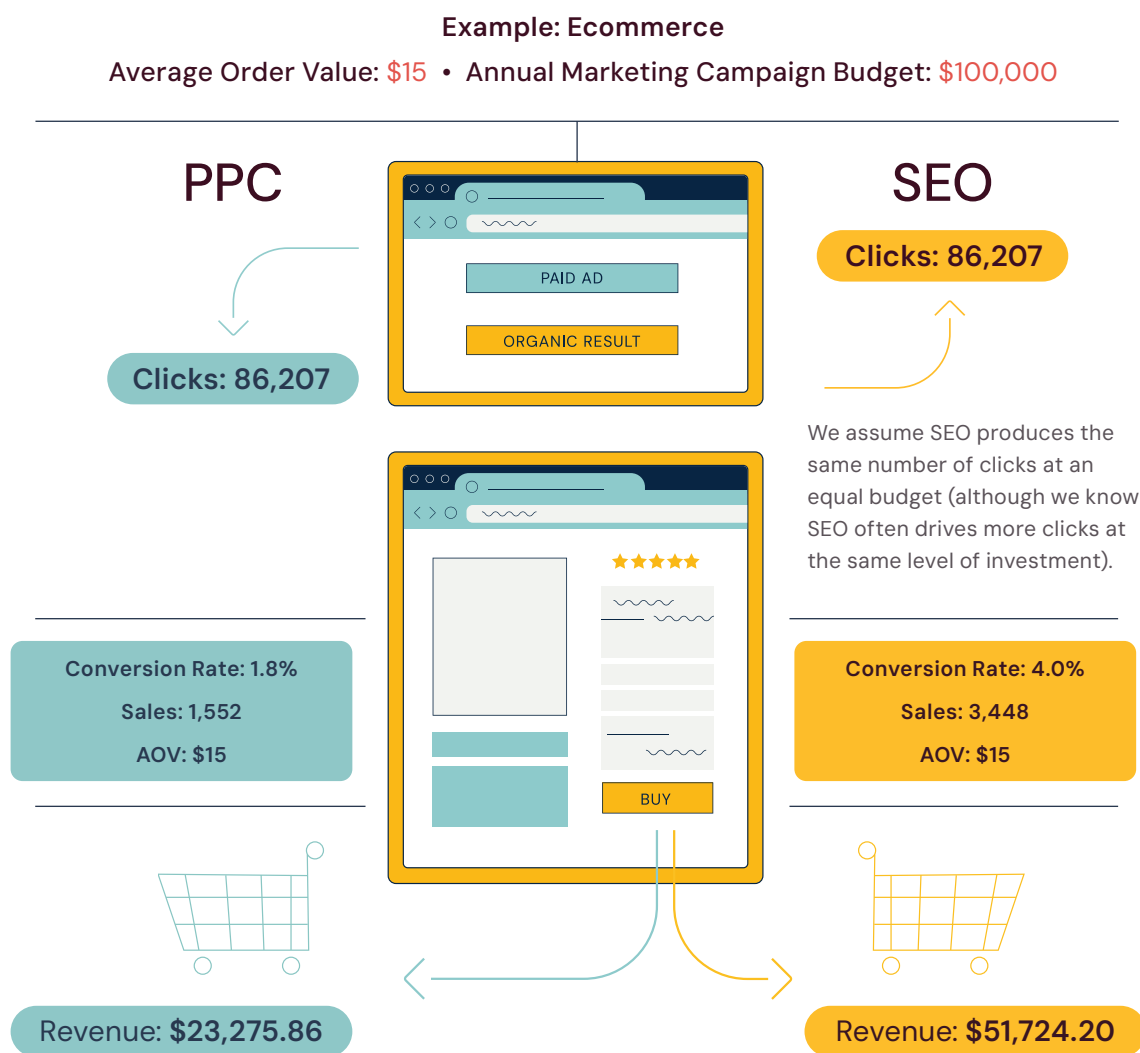 Example: Ecommerce
Average Order Value: $15 • Annual Marketing Campaign Budget: $100,000
PPC
SEO
Clicks: 86,207
PAID AD
ORGANIC RESULT
Clicks: 86,207
We assume SEO produces the
same number of clicks at an
equal budget (although we know
SEO often drives more clicks at
the same level of investment).
Conversion Rate: 1.8%
Sales: 1,552
AOV: $15
BUY
Conversion Rate: 4.0%
Sales: 3,448
AOV: $15
Revenue: $23,275.86
Revenue: $51,724.20